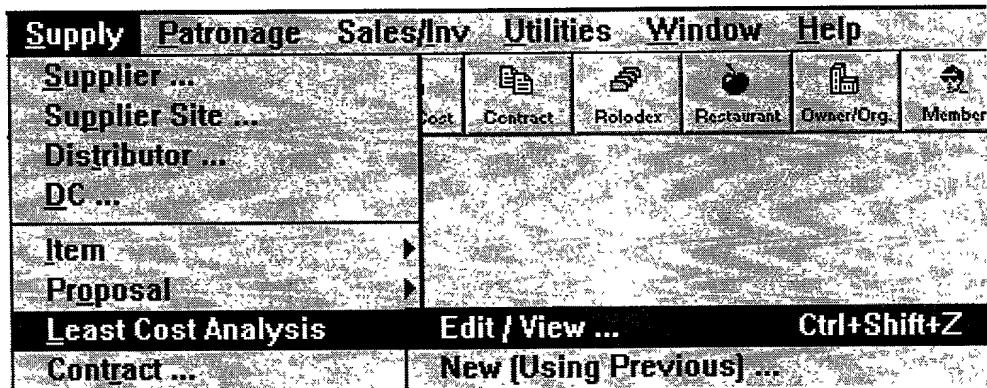 Supply Patronage Sales/Inv Utilities Window Help
Supplier ...
Supplier Site ...
Distributor ...
DC ...
Item
Proposal
Least Cost Analysis
Contract ...
Cost Contract Rolodex Restaurant Owner/Org. Member
Edit / View ... Ctrl+Shift+Z
New (Using Previous) ...